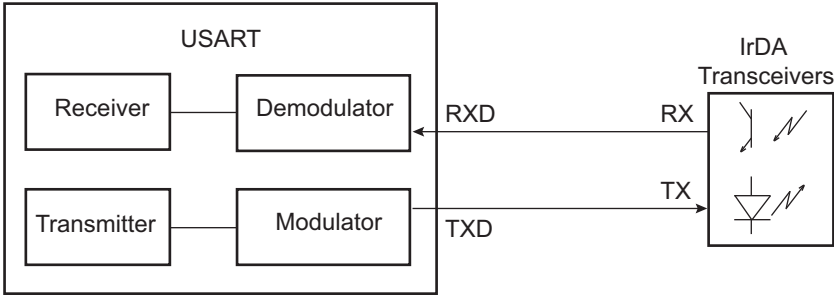 USART
IrDA
Transceivers
Receiver
Demodulator
RXD
RX
Transmitter
Modulator
TXD
TX